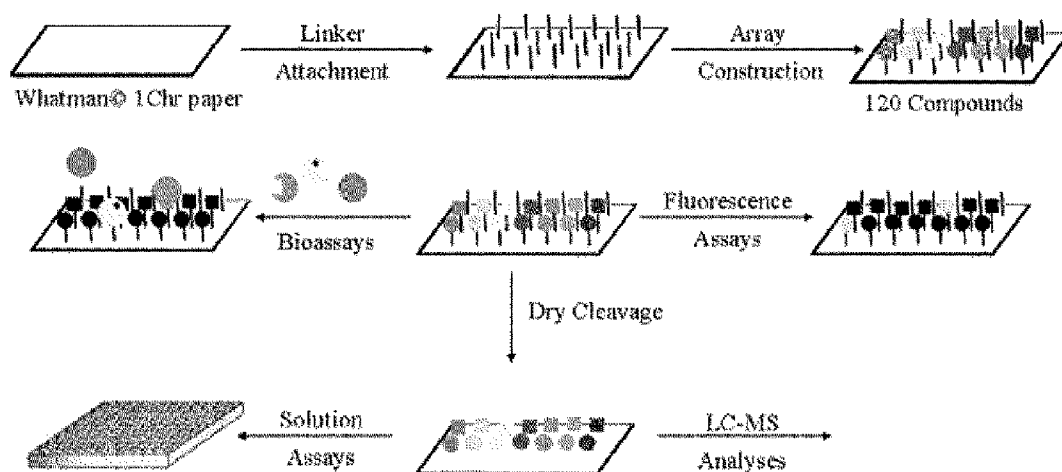 Linker
Attachment
Array
Construction
Whatman© 1Chr paper
120 Compounds
Bioassays
Fluorescence
Assays
Dry Cleavage
Solution
Assays
LC-MS
Analyses